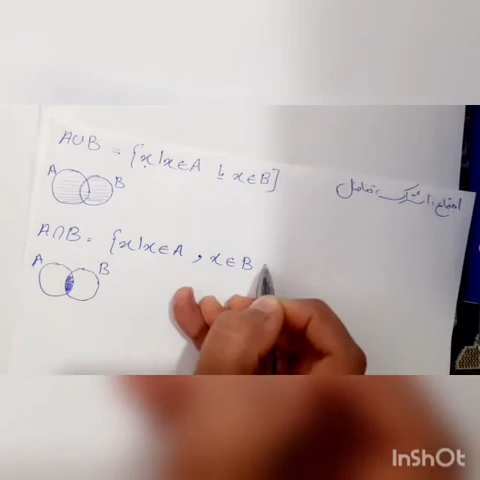 اجتماع، اشتراک، تفاضل
A∪B = {x | x∈A یا x∈B}
A B
A∩B = {x | x∈A , x∈B
A B
InShOt